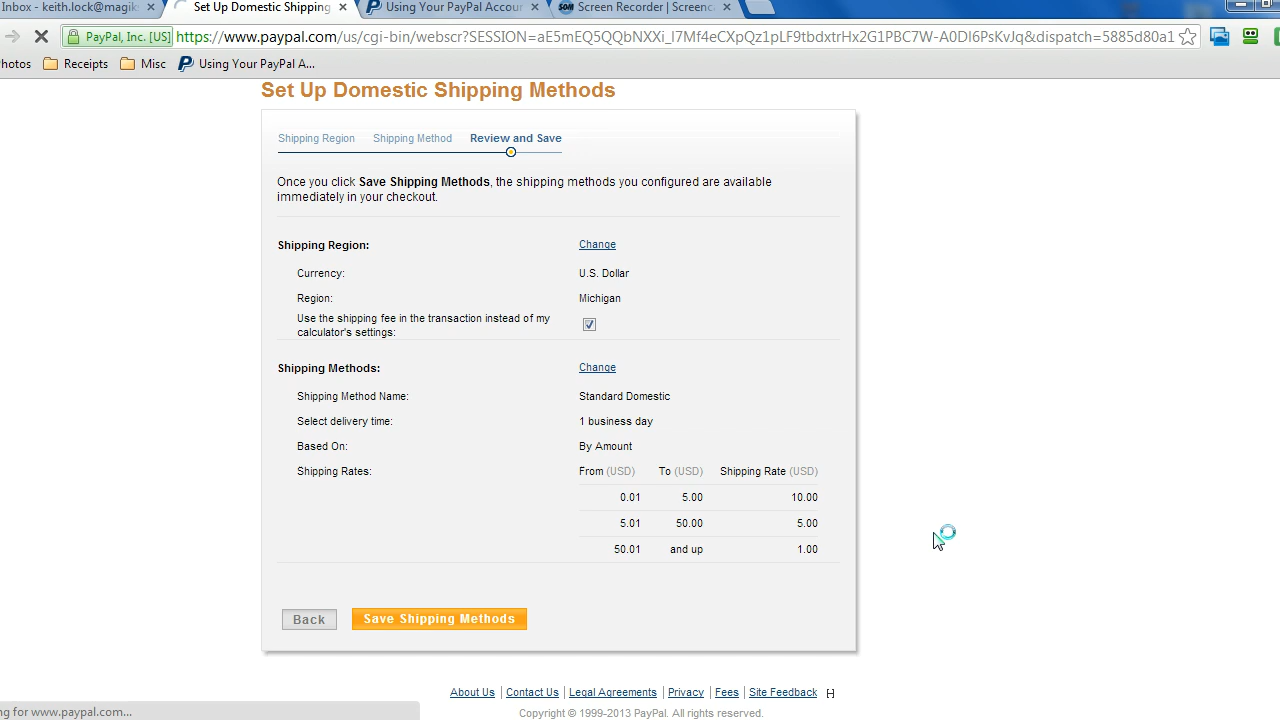 Inbox - keith.lock@magik
Set Up Domestic Shipping
Using Your PayPal Accour
Screen Recorder | Screenc
PayPal, Inc. [US]
https://www.paypal.com/us/cgi-bin/webscr?SESSION=aE5mEQ5QQbNXXi_I7Mf4eCXpQz1pLF9tbdxtrHx2G1PBC7W-A0DI6PsKvJq&dispatch=5885d80a1
hotos
Receipts
Misc
Using Your PayPal A...
Set Up Domestic Shipping Methods
Shipping Region Shipping Method Review and Save
Once you click Save Shipping Methods, the shipping methods you configured are available
immediately in your checkout.
Shipping Region: Change
Currency: U.S. Dollar
Region: Michigan
Use the shipping fee in the transaction instead of my
calculator's settings:
Shipping Methods: Change
Shipping Method Name: Standard Domestic
Select delivery time: 1 business day
Based On: By Amount
Shipping Rates: From (USD) To (USD) Shipping Rate (USD)
0.01 5.00 10.00
5.01 50.00 5.00
50.01 and up 1.00
Back Save Shipping Methods
About Us | Contact Us | Legal Agreements | Privacy | Fees | Site Feedback [-]
ng for www.paypal.com...
Copyright © 1999-2013 PayPal. All rights reserved.